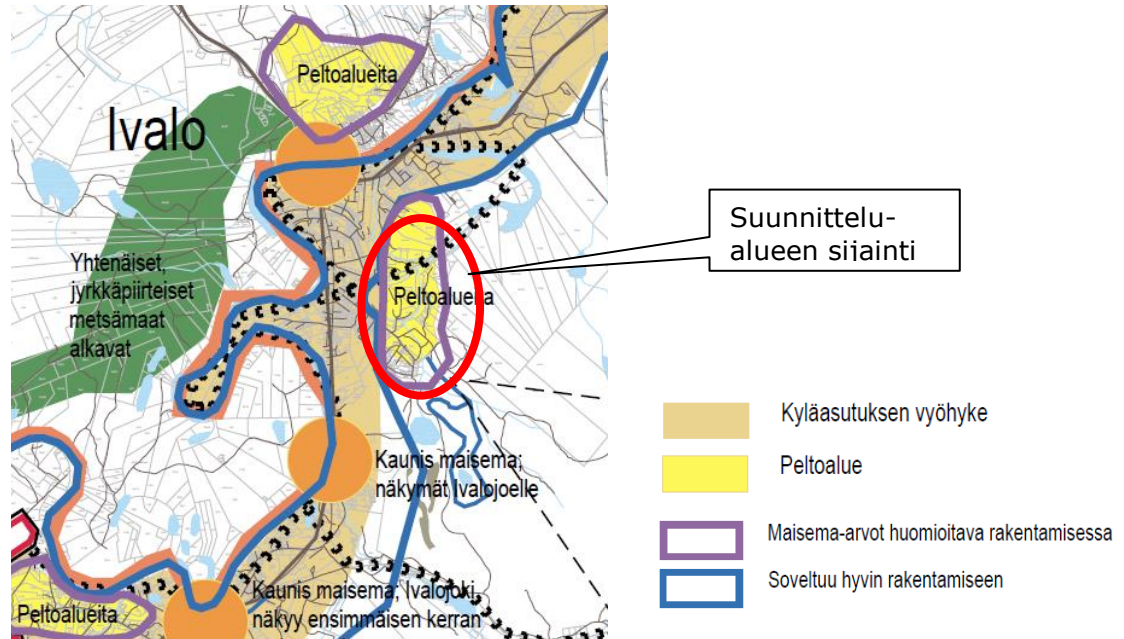 Peltoalueita
Ivalo
Suunnittelu-
alueen sijainti
Yhtenäiset,
jyrkkäpiirteiset
metsämaat
alkavat
Peltoalueita
Kyläasutuksen vyöhyke
Peltoalue
Kaunis maisema;
näkymät Ivalojoelle
Maisema-arvot huomioitava rakentamisessa
Soveltuu hyvin rakentamiseen
Kaunis maisema; Ivalojoki
näkyy ensimmäisen kerran
Peltoalueita